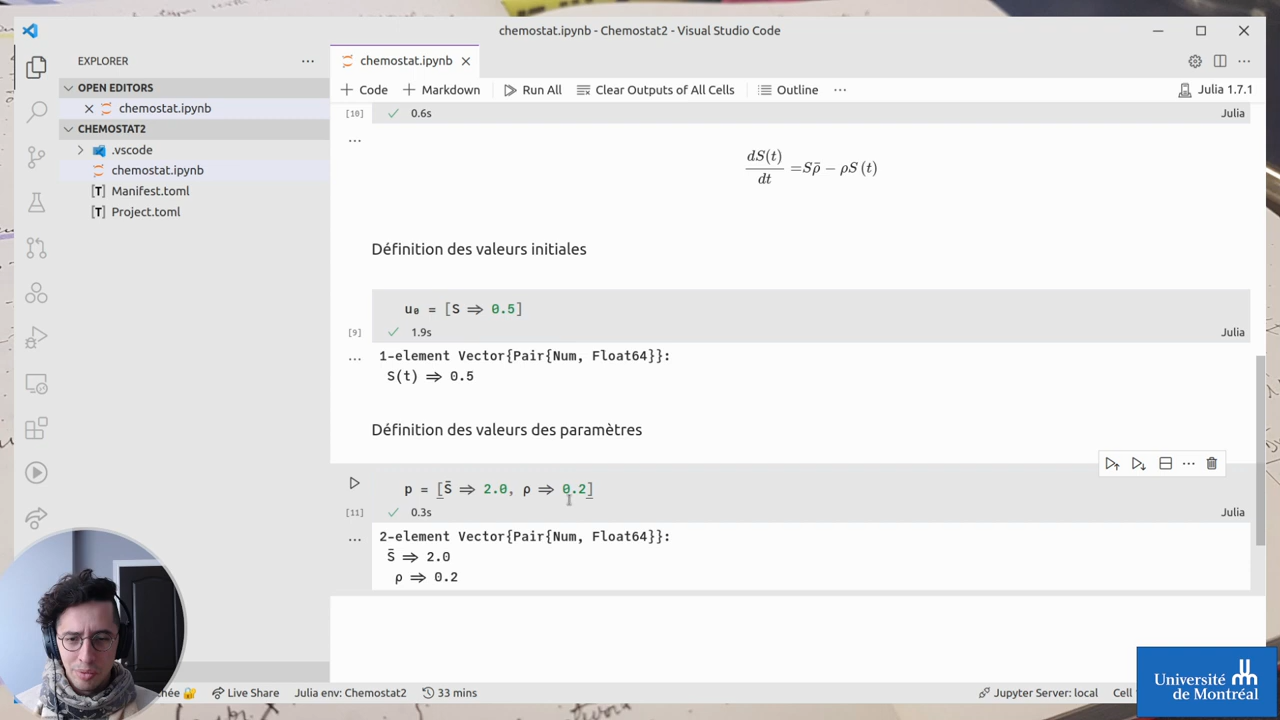 chemostat.ipynb - Chemostat2 - Visual Studio Code
EXPLORER
chemostat.ipynb
OPEN EDITORS
Code
Markdown
Run All
Clear Outputs of All Cells
Outline
Julia 1.7.1
chemostat.ipynb
CHEMOSTAT2
.vscode
chemostat.ipynb
Manifest.toml
Project.toml
[10] 0.6s Julia
dS(t)/dt =Sρ̄ − ρS (t)
Définition des valeurs initiales
u₀ = [S ⇒ 0.5]
[9] 1.9s Julia
1-element Vector{Pair{Num, Float64}}:
S(t) ⇒ 0.5
Définition des valeurs des paramètres
p = [S̄ ⇒ 2.0, ρ ⇒ 0.2]
[11] 0.3s Julia
2-element Vector{Pair{Num, Float64}}:
S̄ ⇒ 2.0
ρ ⇒ 0.2
Live Share
Julia env: Chemostat2
33 mins
Jupyter Server: local
Cell
Université
de Montréal